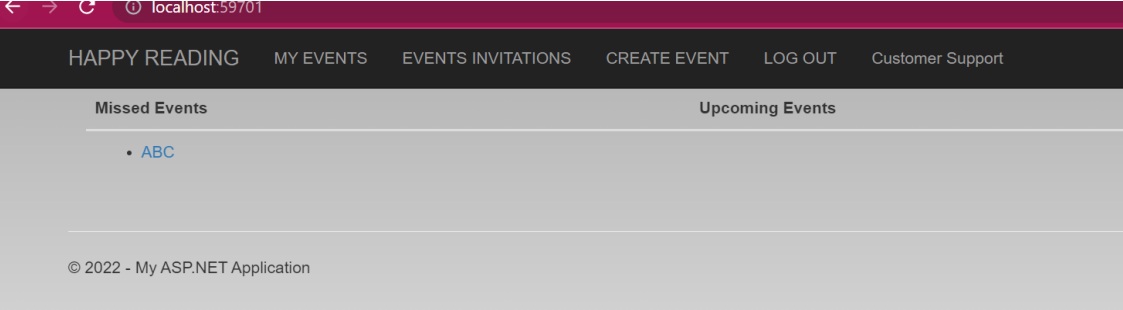 localhost:59701
HAPPY READING MY EVENTS EVENTS INVITATIONS CREATE EVENT LOG OUT Customer Support
Missed Events Upcoming Events
• ABC
© 2022 - My ASP.NET Application